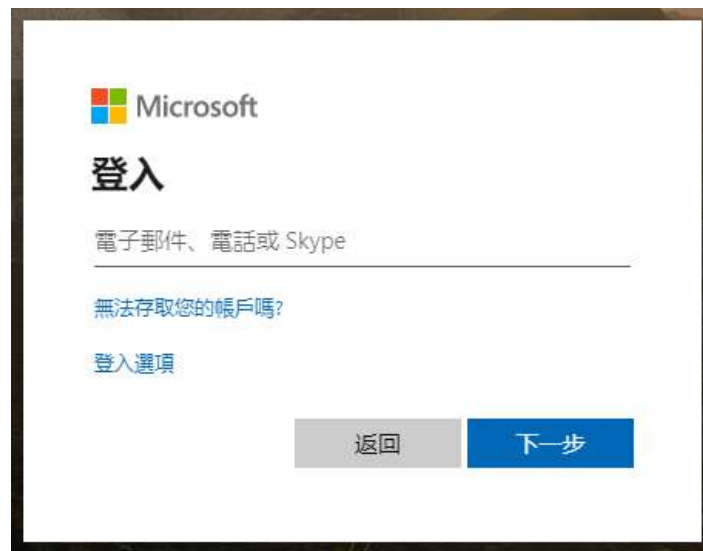 Microsoft
登入
電子郵件、電話或 Skype
無法存取您的帳戶嗎?
登入選項
返回
下一步